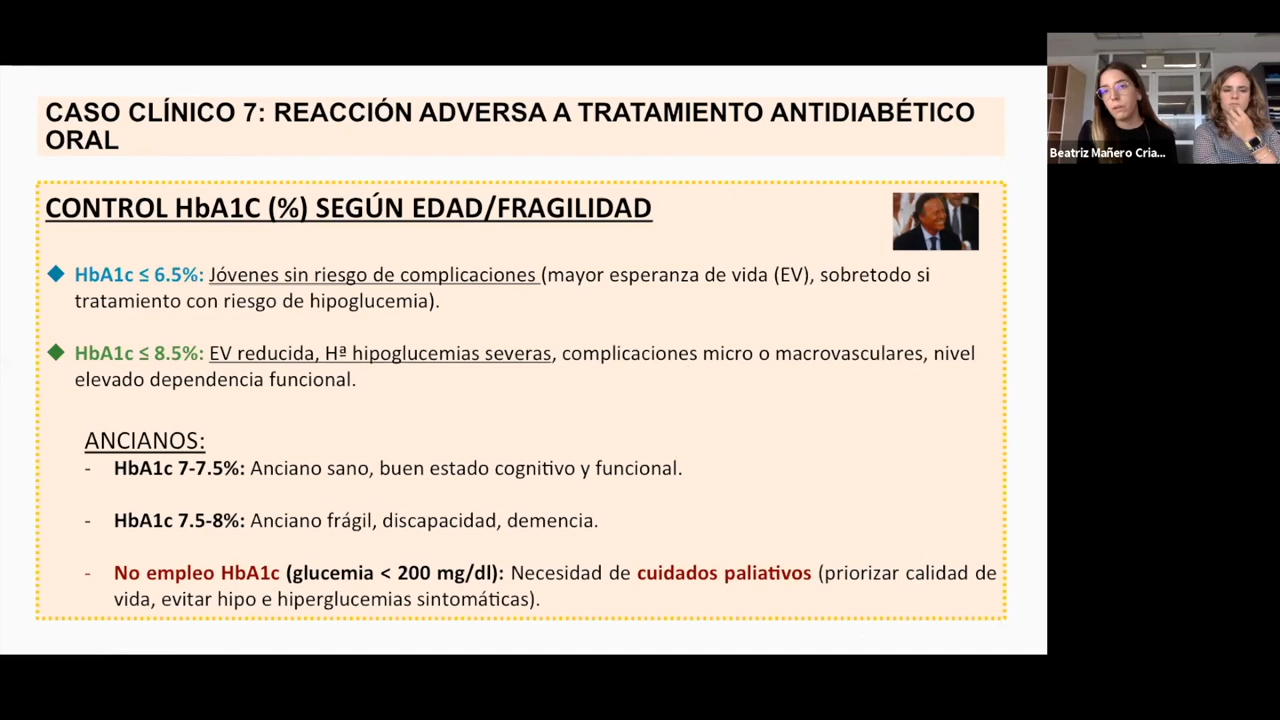 CASO CLÍNICO 7: REACCIÓN ADVERSA A TRATAMIENTO ANTIDIABÉTICO
ORAL
CONTROL HbA1C (%) SEGÚN EDAD/FRAGILIDAD
HbA1c ≤ 6.5%: Jóvenes sin riesgo de complicaciones (mayor esperanza de vida (EV), sobretodo si
tratamiento con riesgo de hipoglucemia).
HbA1c ≤ 8.5%: EV reducida, Hª hipoglucemias severas, complicaciones micro o macrovasculares, nivel
elevado dependencia funcional.
ANCIANOS:
- HbA1c 7-7.5%: Anciano sano, buen estado cognitivo y funcional.
- HbA1c 7.5-8%: Anciano frágil, discapacidad, demencia.
- No empleo HbA1c (glucemia < 200 mg/dl): Necesidad de cuidados paliativos (priorizar calidad de
vida, evitar hipo e hiperglucemias sintomáticas).
Beatriz Mañero Cria...